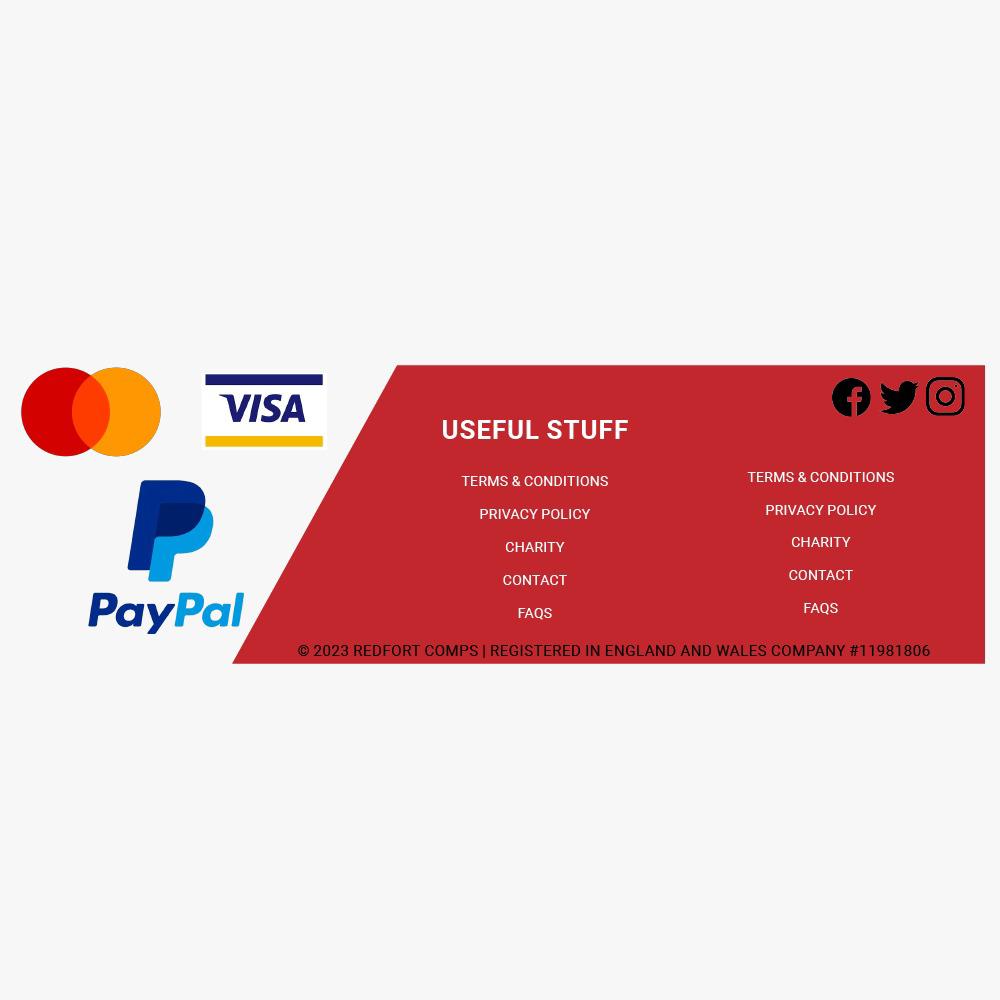 VISA
PayPal
USEFUL STUFF
TERMS & CONDITIONS
PRIVACY POLICY
CHARITY
CONTACT
FAQS
TERMS & CONDITIONS
PRIVACY POLICY
CHARITY
CONTACT
FAQS
© 2023 REDFORT COMPS | REGISTERED IN ENGLAND AND WALES COMPANY #11981806